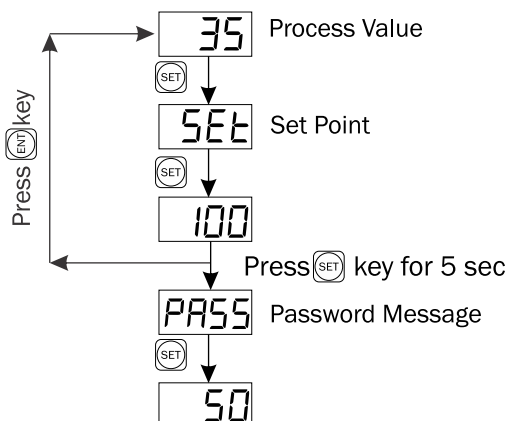 35 Process Value
SET
SEt Set Point
SET
Press ENT key
100
Press SET key for 5 sec
PASS Password Message
SET
50